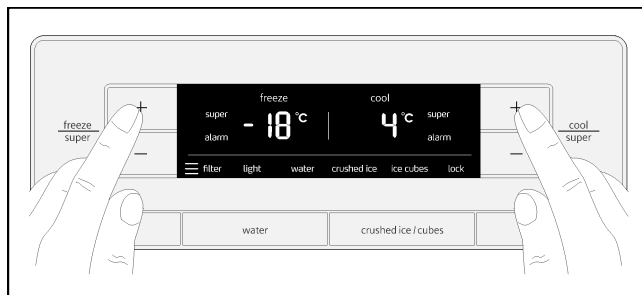 freeze cool
super - 18 °C 4 °C super
alarm alarm
filter light water crushed ice ice cubes lock
+ +
freeze
super
cool
super
– –
water crushed ice / cubes